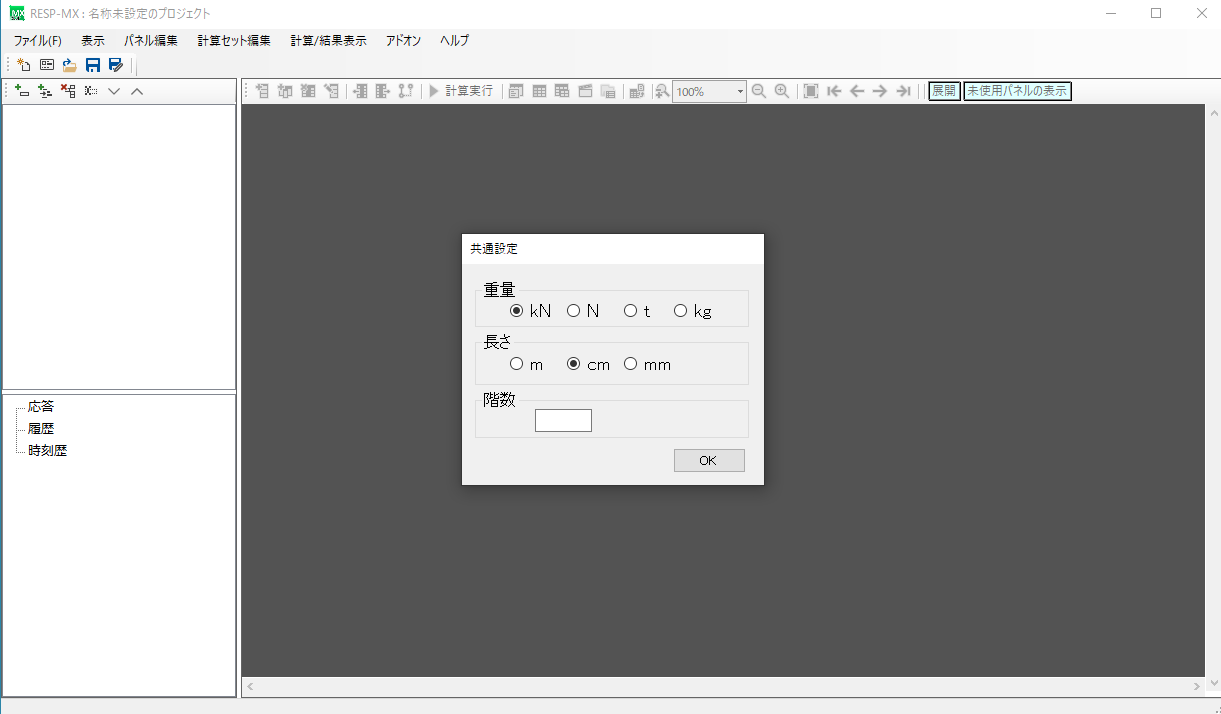 RESP-MX : 名称未設定のプロジェクト
ファイル(F) 表示 パネル編集 計算セット編集 計算/結果表示 アドオン ヘルプ
計算実行 100% 展開 未使用パネルの表示
共通設定
重量
kN N t kg
長さ
m cm mm
階数
OK
応答
履歴
時刻歴